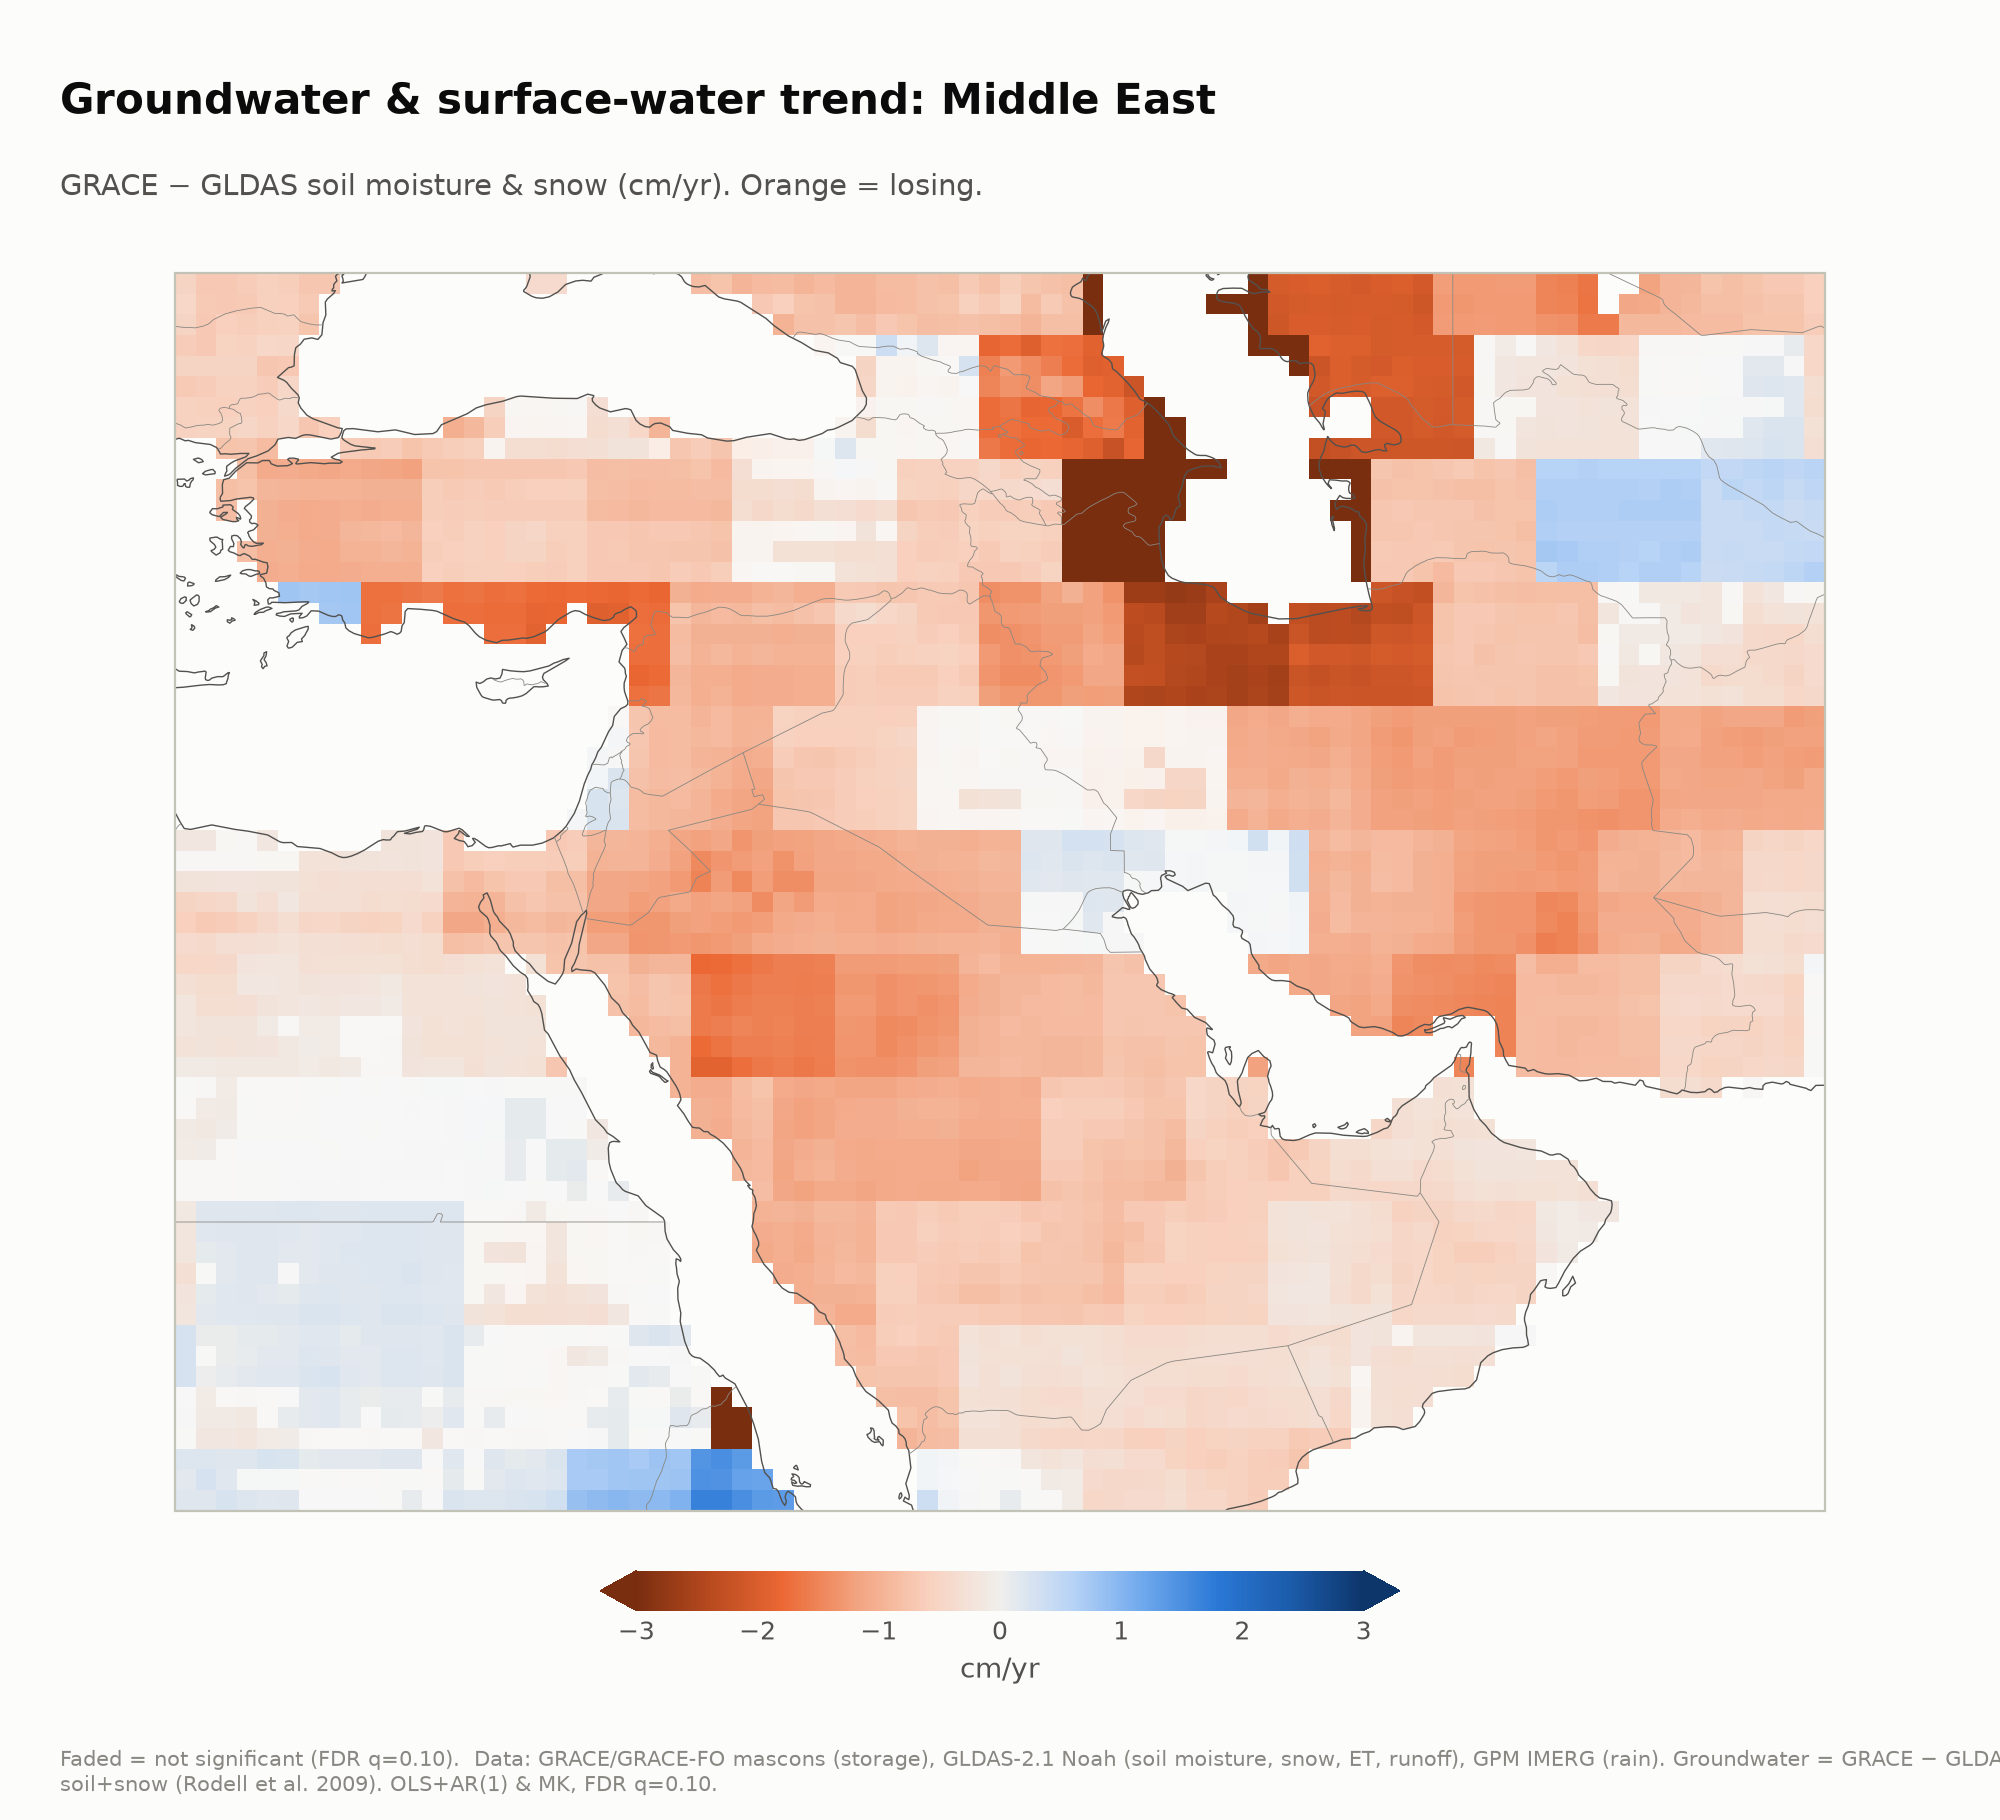 Groundwater & surface-water trend: Middle East
GRACE − GLDAS soil moisture & snow (cm/yr). Orange = losing.
−3 −2 −1 0 1 2 3
cm/yr
Faded = not significant (FDR q=0.10).  Data: GRACE/GRACE-FO mascons (storage), GLDAS-2.1 Noah (soil moisture, snow, ET, runoff), GPM IMERG (rain). Groundwater = GRACE − GLDA
soil+snow (Rodell et al. 2009). OLS+AR(1) & MK, FDR q=0.10.